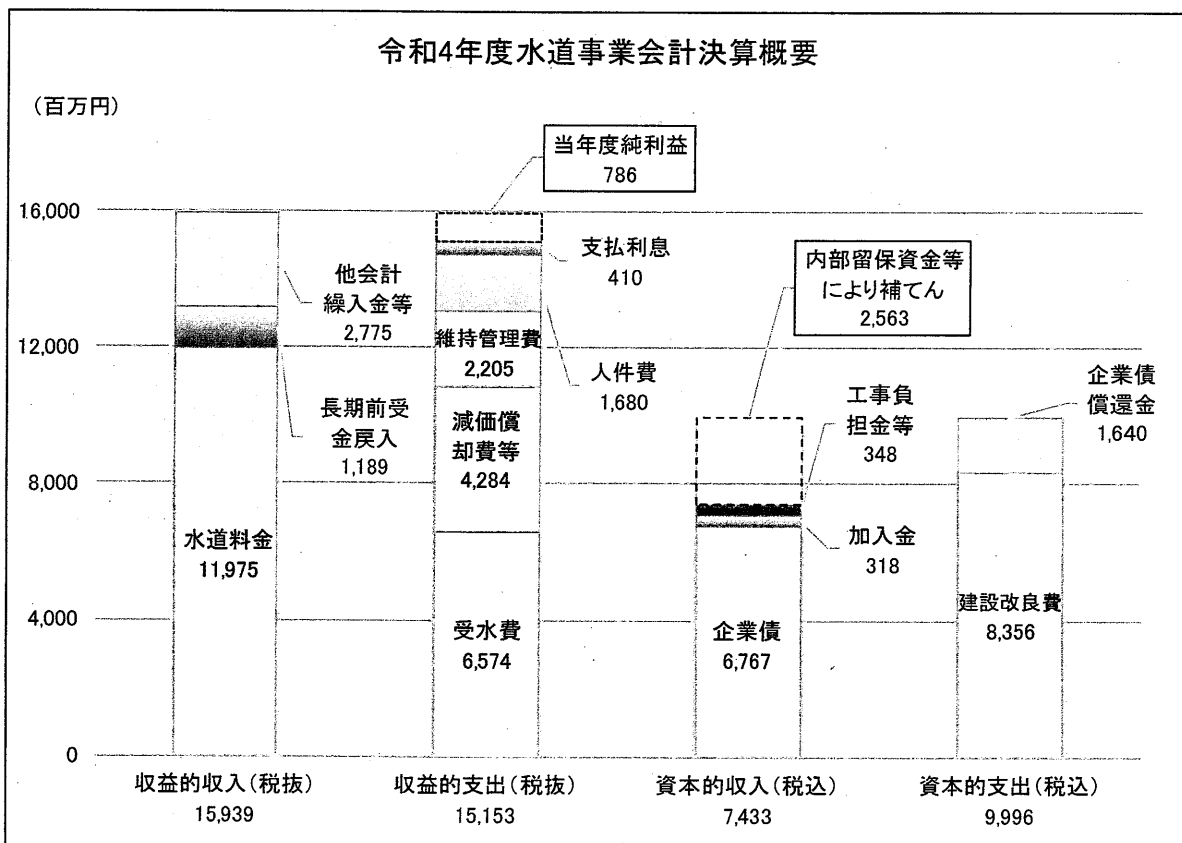 令和4年度水道事業会計決算概要
（百万円）
当年度純利益
786
16,000
12,000
8,000
4,000
0
他会計
繰入金等
2,775
長期前受
金戻入
1,189
水道料金
11,975
支払利息
410
人件費
1,680
維持管理費
2,205
減価償
却費等
4,284
受水費
6,574
内部留保資金等
により補てん
2,563
工事負
担金等
348
加入金
318
企業債
6,767
企業債
償還金
1,640
建設改良費
8,356
収益的収入（税抜）
15,939
収益的支出（税抜）
15,153
資本的収入（税込）
7,433
資本的支出（税込）
9,996